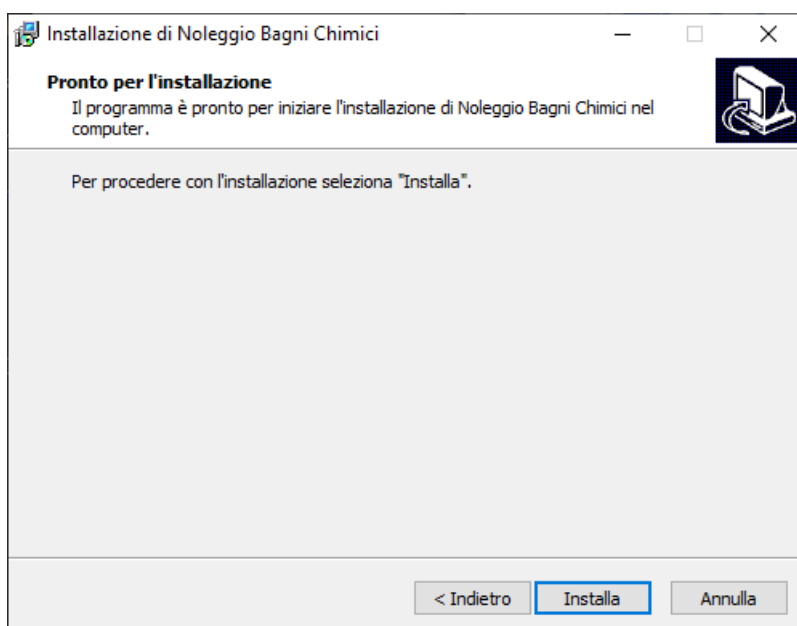 Installazione di Noleggio Bagni Chimici
Pronto per l'installazione
Il programma è pronto per iniziare l'installazione di Noleggio Bagni Chimici nel
computer.
Per procedere con l'installazione seleziona "Installa".
< Indietro
Installa
Annulla